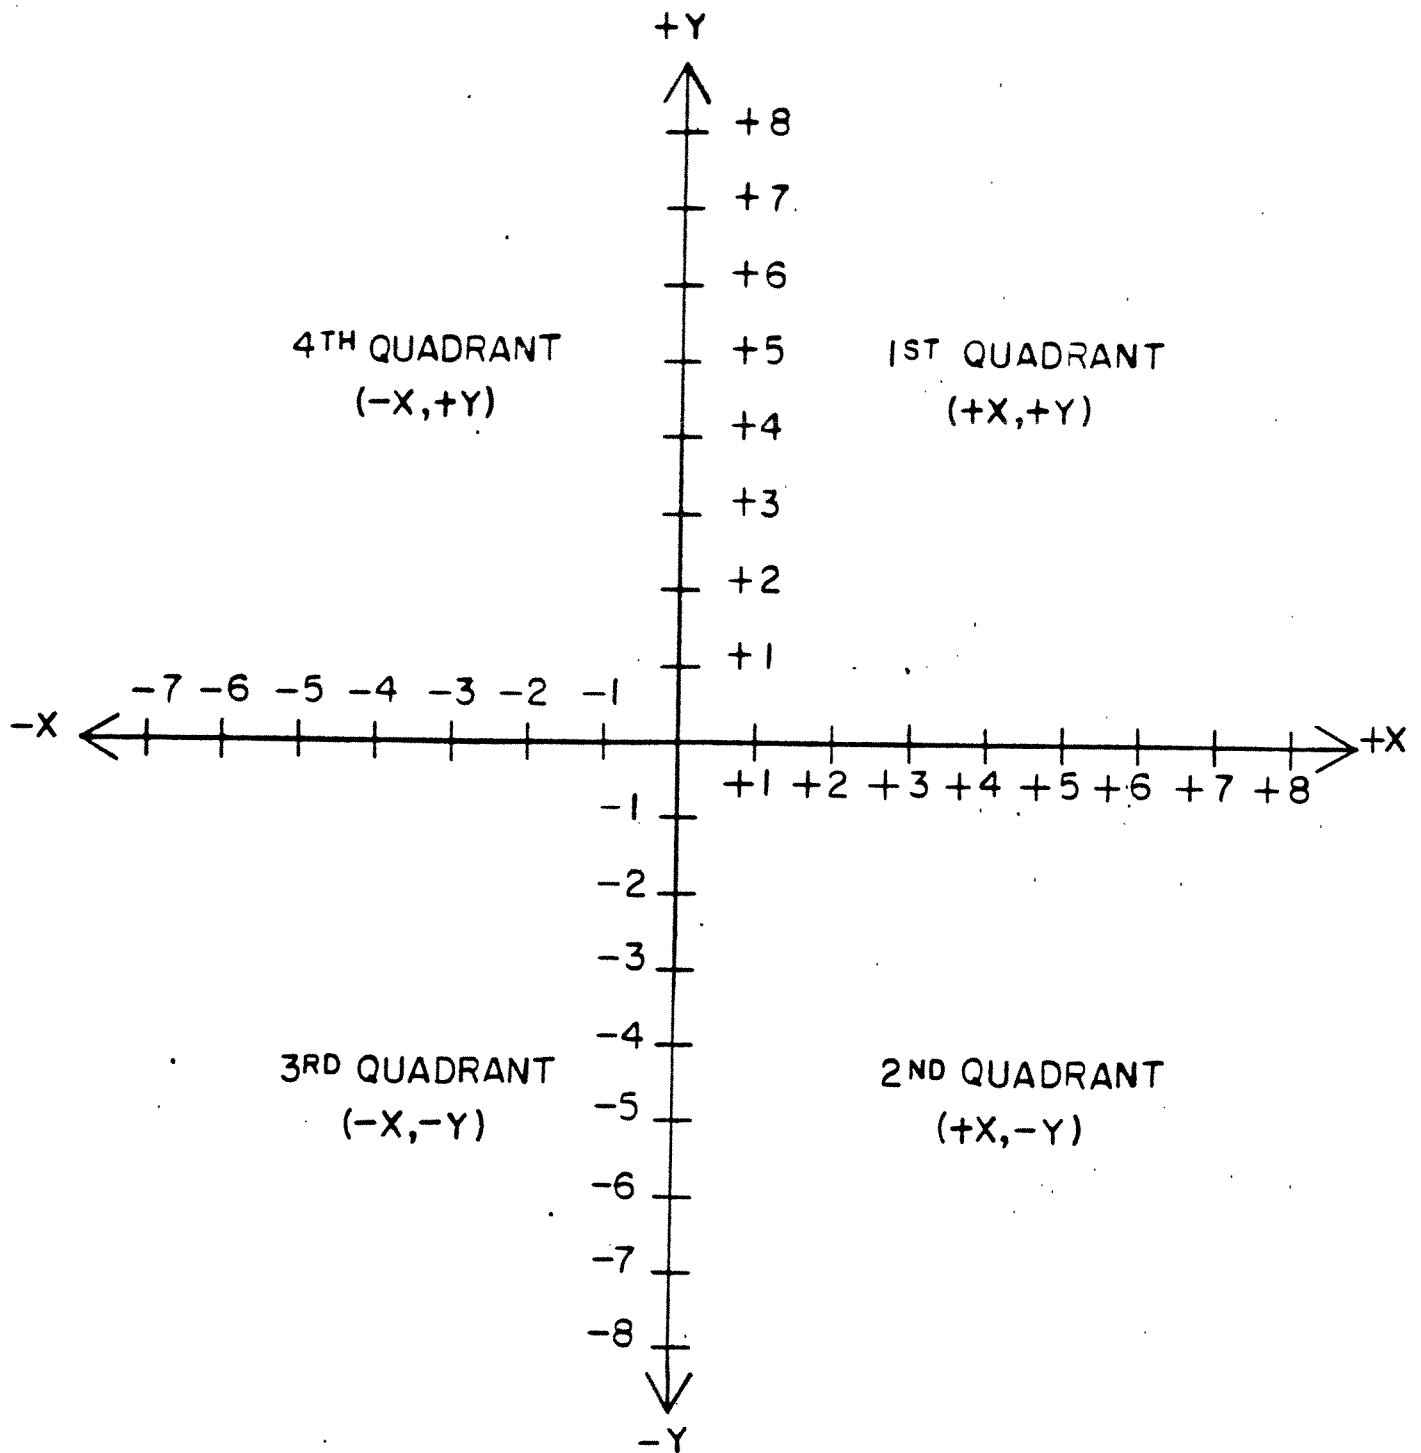 +Y
+8
+7
+6
4TH QUADRANT
(-X,+Y)
+5
1ST QUADRANT
(+X,+Y)
+4
+3
+2
+1
-7 -6 -5 -4 -3 -2 -1
-X
+X
+1 +2 +3 +4 +5 +6 +7 +8
-1
-2
-3
-4
3RD QUADRANT
(-X,-Y)
2ND QUADRANT
(+X,-Y)
-5
-6
-7
-8
-Y